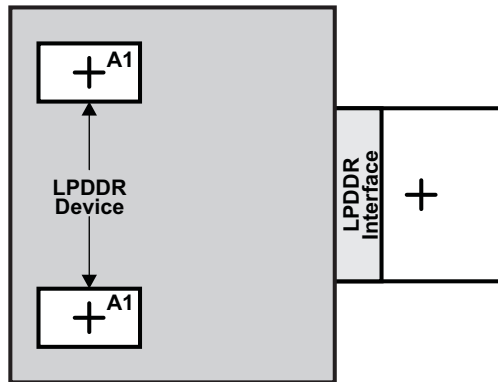 A1
LPDDR
Device
A1
LPDDR
Interface